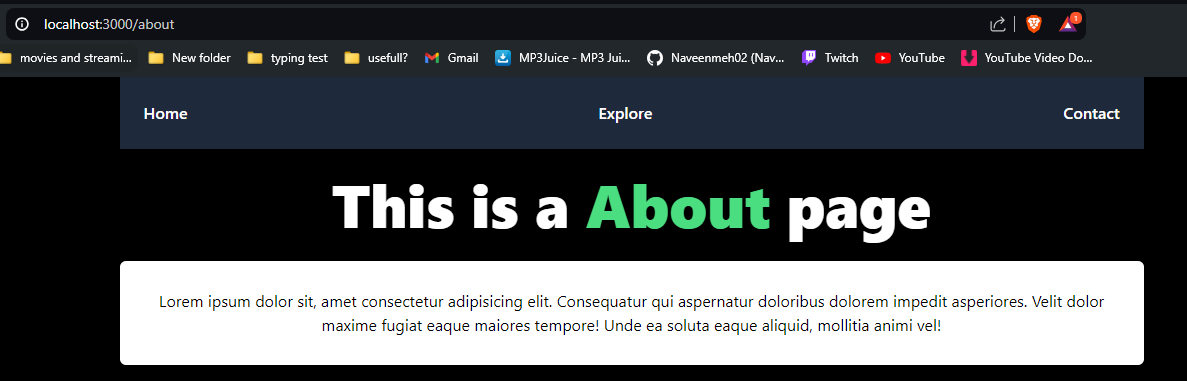 localhost:3000/about
1
movies and streami... New folder typing test usefull? Gmail MP3Juice - MP3 Jui... Naveenmeh02 (Nav... Twitch YouTube YouTube Video Do...
Home Explore Contact
This is a About page
Lorem ipsum dolor sit, amet consectetur adipisicing elit. Consequatur qui aspernatur doloribus dolorem impedit asperiores. Velit dolor
maxime fugiat eaque maiores tempore! Unde ea soluta eaque aliquid, mollitia animi vel!